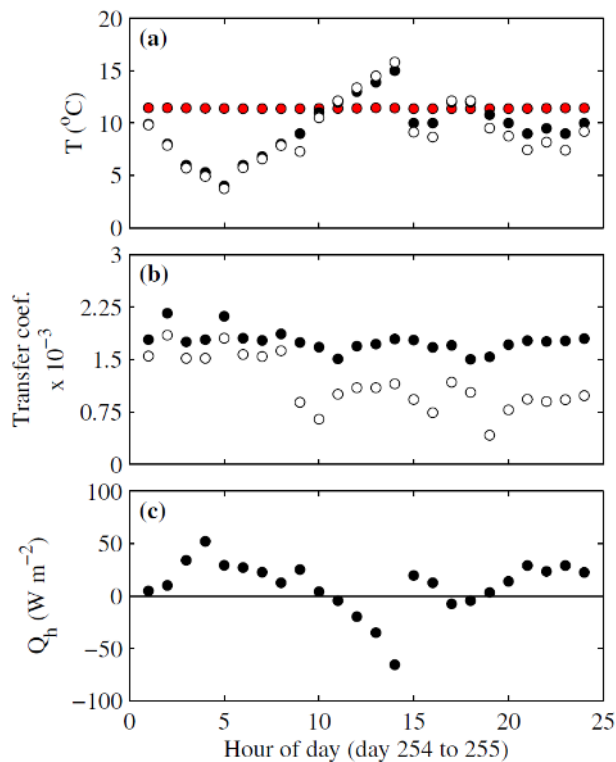 (a)
20
15
10
5
0
T (°C)
(b)
3
2.25
1.5
0.75
0
Transfer coef.
x 10⁻³
(c)
100
50
0
−50
−100
Q_h (W m⁻²)
0 5 10 15 20 25
Hour of day (day 254 to 255)